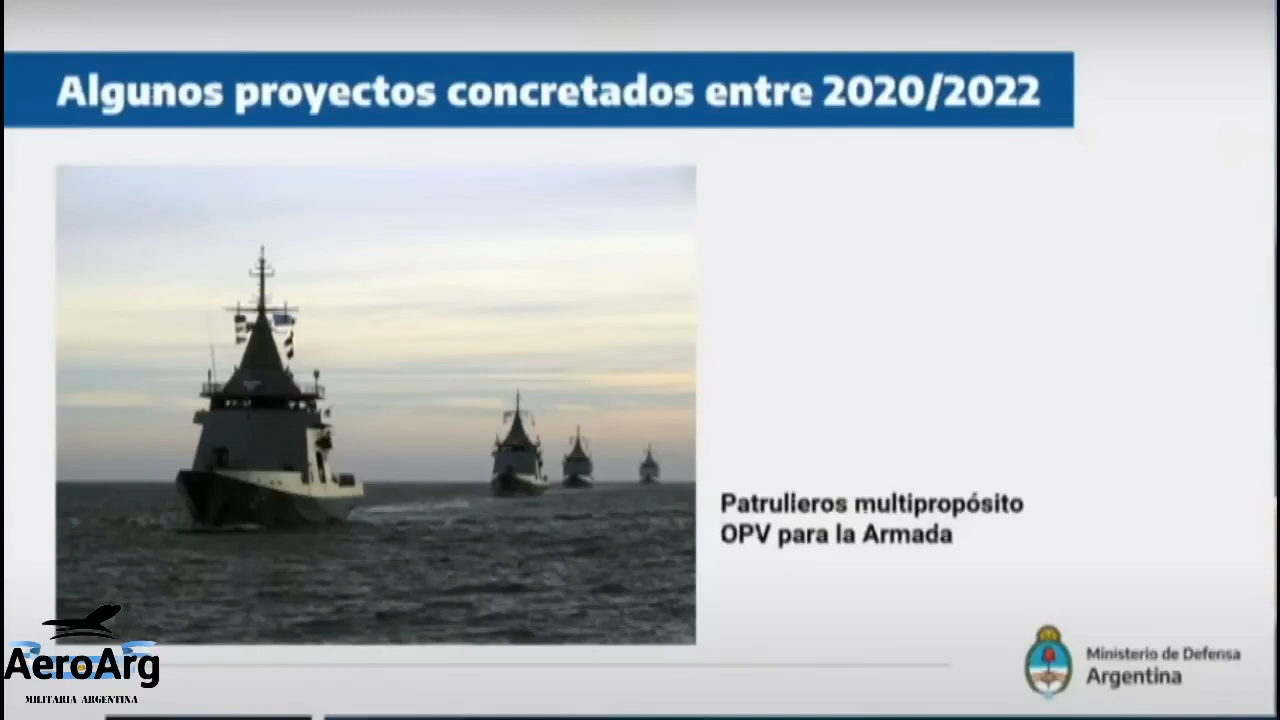 Algunos proyectos concretados entre 2020/2022
Patrulleros multipropósito
OPV para la Armada
Ministerio de Defensa
Argentina
AeroArg
MILITARIA ARGENTINA